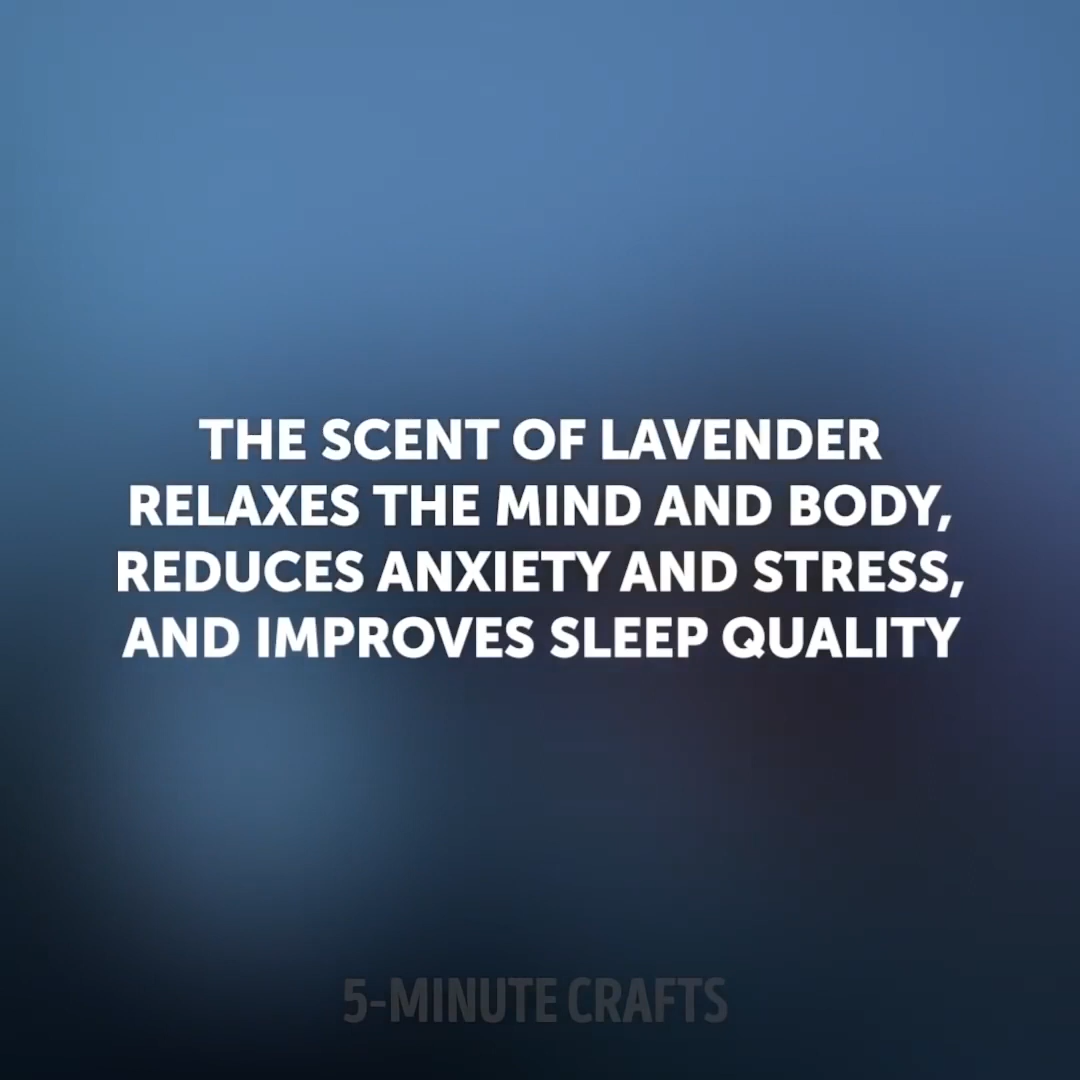 THE SCENT OF LAVENDER
RELAXES THE MIND AND BODY,
REDUCES ANXIETY AND STRESS,
AND IMPROVES SLEEP QUALITY
5-MINUTE CRAFTS